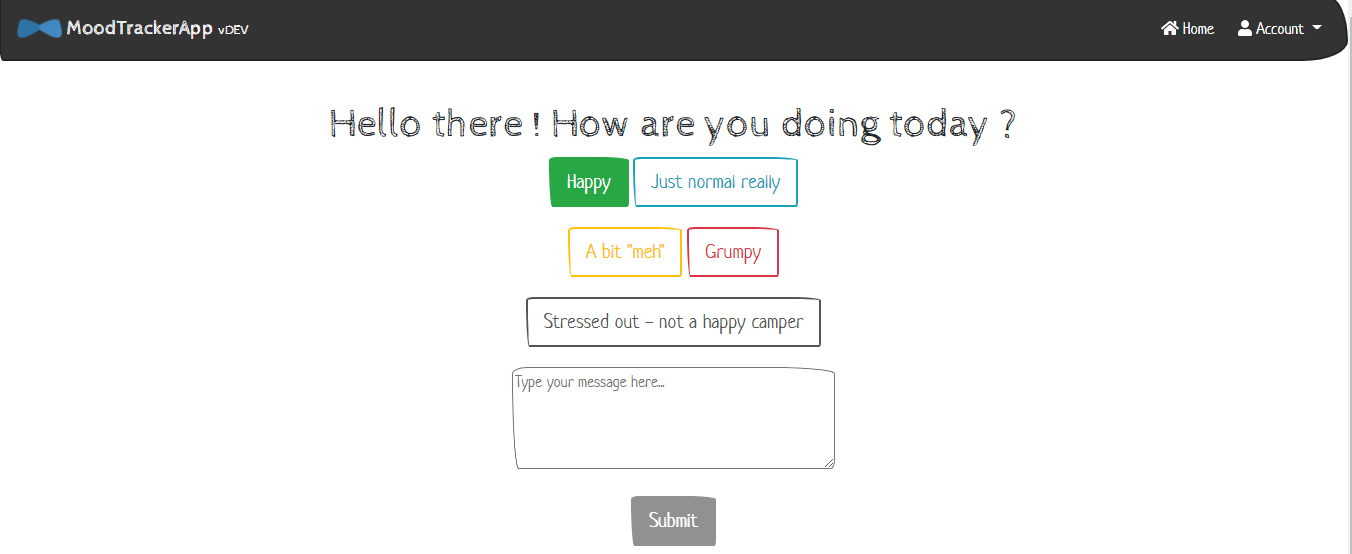 MoodTrackerApp vDEV Home Account
Hello there ! How are you doing today ?
Happy Just normal really
A bit "meh" Grumpy
Stressed out - not a happy camper
Type your message here...
Submit